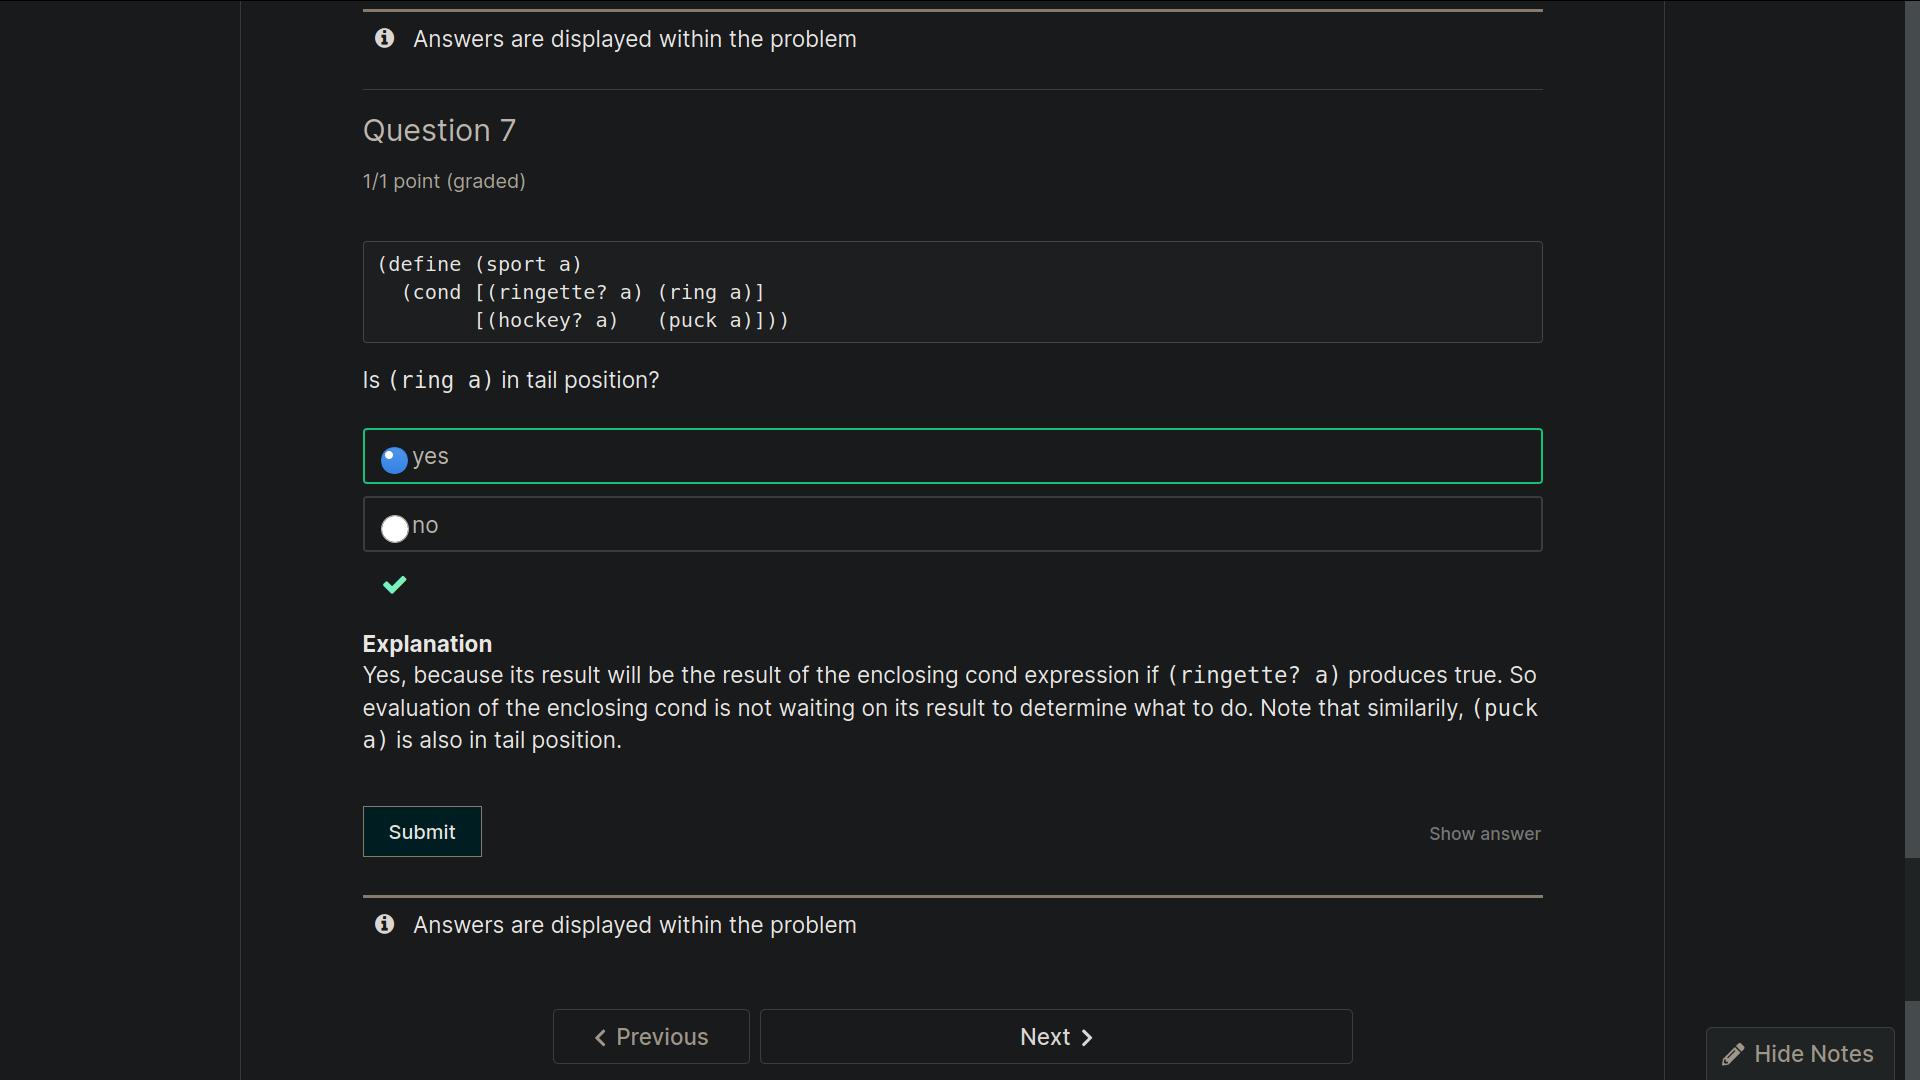 Answers are displayed within the problem
Question 7
1/1 point (graded)
(define (sport a)
  (cond [(ringette? a) (ring a)]
        [(hockey? a)   (puck a)]))
Is (ring a) in tail position?
yes
no
Explanation
Yes, because its result will be the result of the enclosing cond expression if (ringette? a) produces true. So
evaluation of the enclosing cond is not waiting on its result to determine what to do. Note that similarily, (puck
a) is also in tail position.
Submit
Show answer
Answers are displayed within the problem
Previous
Next
Hide Notes